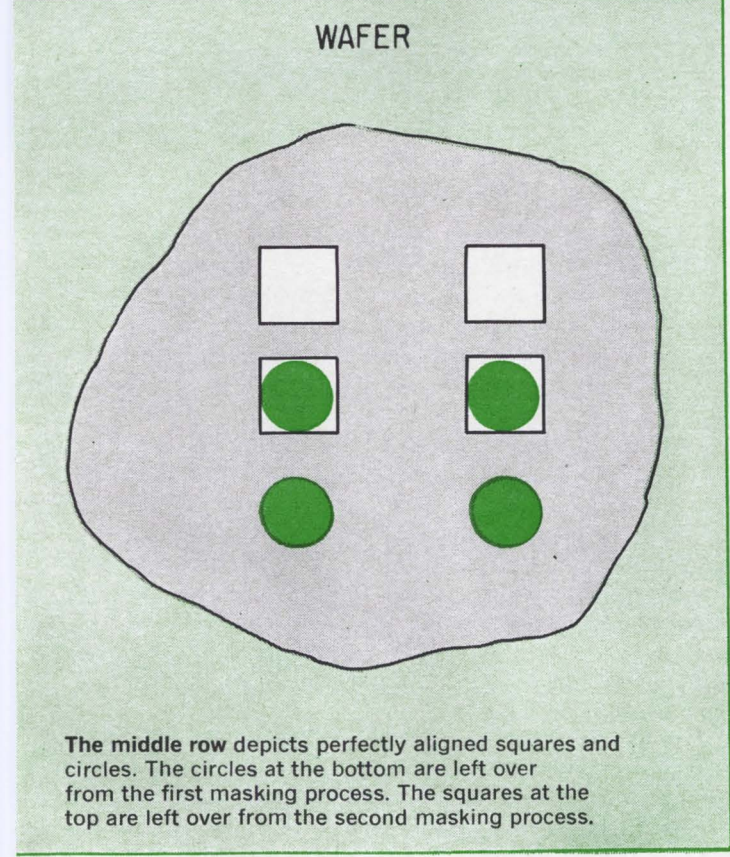 WAFER
The middle row depicts perfectly aligned squares and
circles. The circles at the bottom are left over
from the first masking process. The squares at the
top are left over from the second masking process.